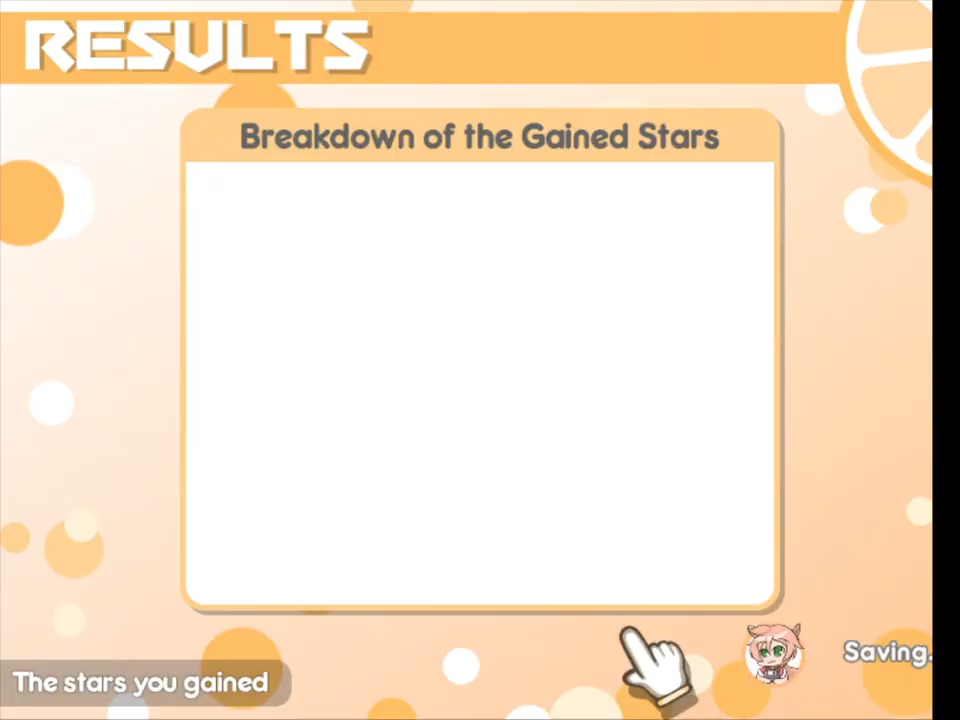 RESULTS
Breakdown of the Gained Stars
Saving.
The stars you gained